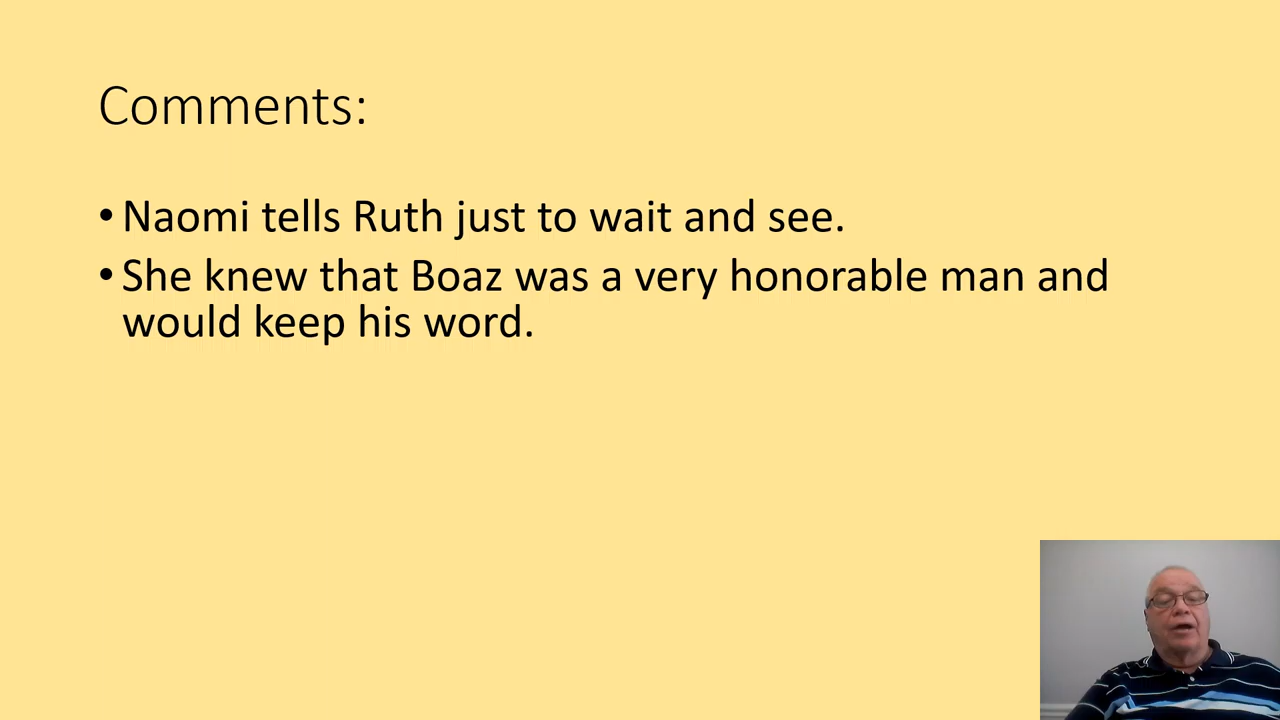 Comments:
• Naomi tells Ruth just to wait and see.
• She knew that Boaz was a very honorable man and
would keep his word.